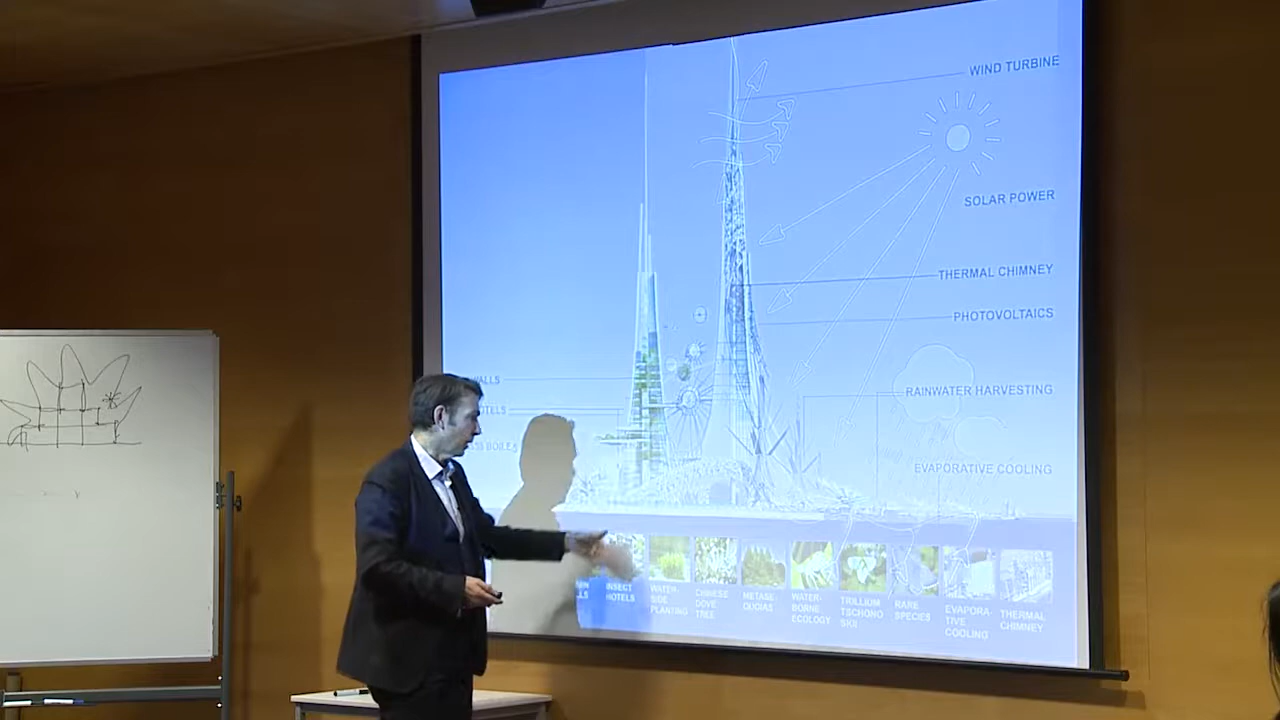 WIND TURBINE
SOLAR POWER
THERMAL CHIMNEY
PHOTOVOLTAICS
WALLS
RAINWATER HARVESTING
HOTELS
EVAPORATIVE COOLING
INSECT
HOTELS
WATER-
SIDE
PLANTING
CHINESE
DOVE
TREE
METASE-
QUOIAS
WATER-
BORNE
ECOLOGY
TRILLIUM
TSCHONO
SKII
RARE
SPECIES
EVAPORA-
TIVE
COOLING
THERMAL
CHIMNEY